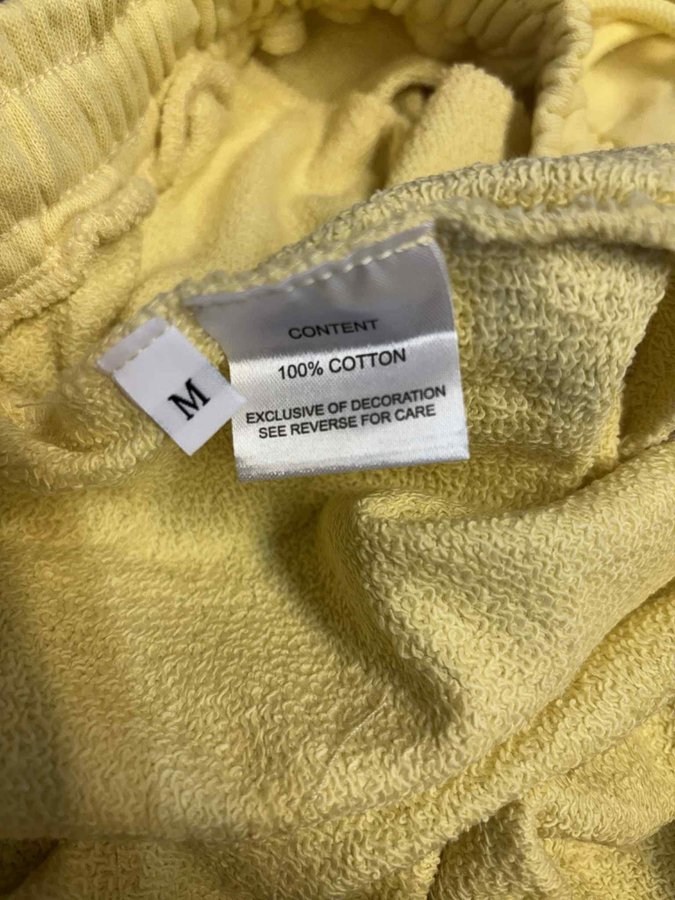 CONTENT
100% COTTON
EXCLUSIVE OF DECORATION
SEE REVERSE FOR CARE
M